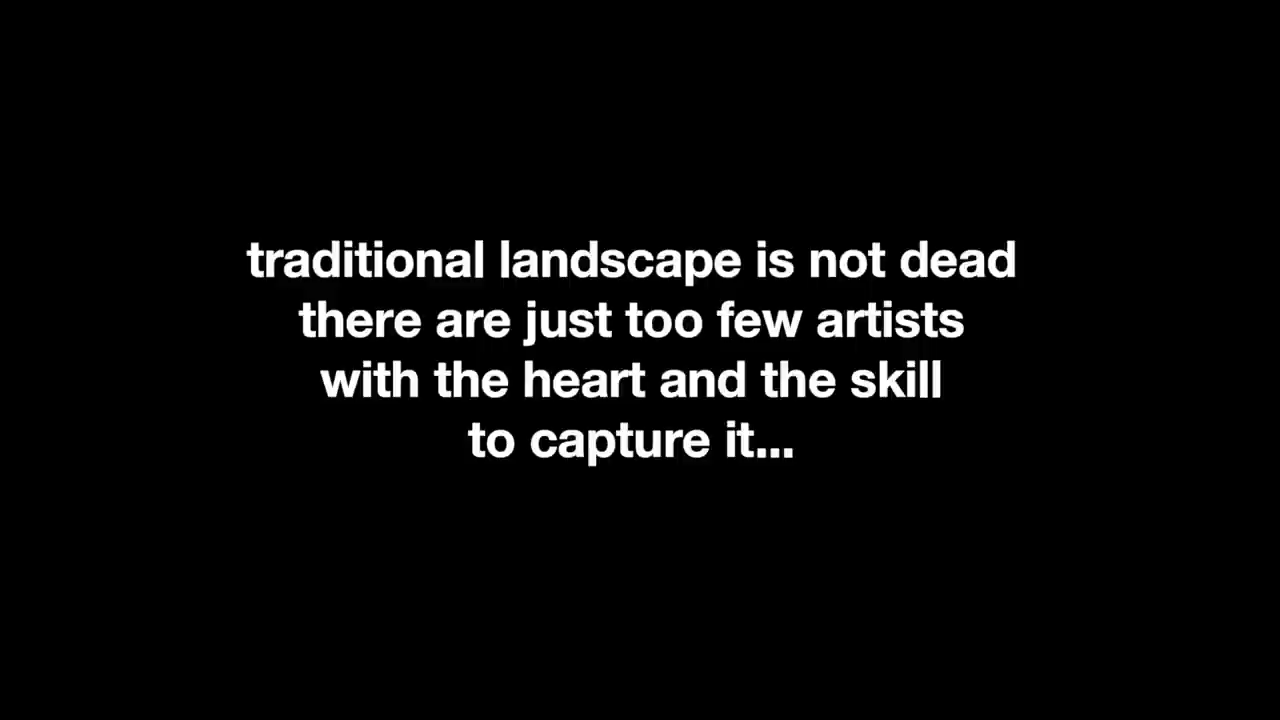 traditional landscape is not dead
there are just too few artists
with the heart and the skill
to capture it...